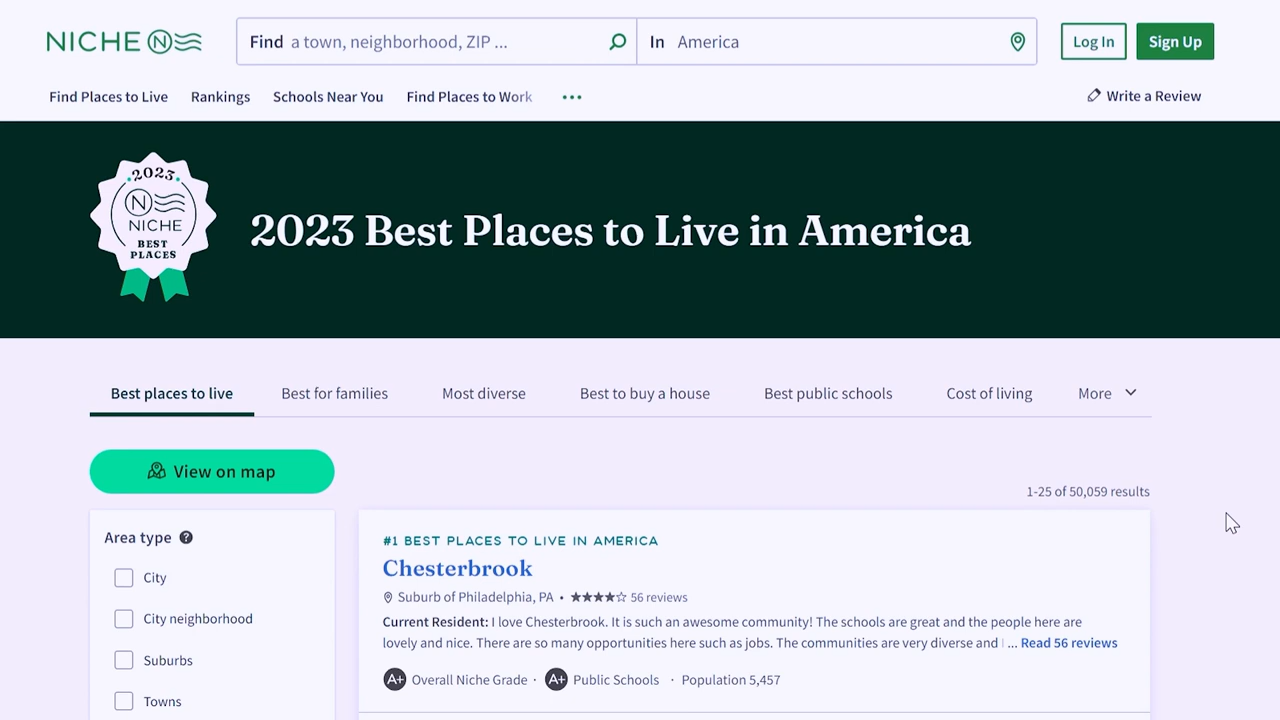 NICHE
Find a town, neighborhood, ZIP ...
In America
Log In
Sign Up
Find Places to Live
Rankings
Schools Near You
Find Places to Work
Write a Review
2023
N
NICHE
BEST
PLACES
2023 Best Places to Live in America
Best places to live
Best for families
Most diverse
Best to buy a house
Best public schools
Cost of living
More
View on map
1-25 of 50,059 results
Area type ?
City
City neighborhood
Suburbs
Towns
#1 BEST PLACES TO LIVE IN AMERICA
Chesterbrook
Suburb of Philadelphia, PA • ★★★★☆ 56 reviews
Current Resident: I love Chesterbrook. It is such an awesome community! The schools are great and the people here are
lovely and nice. There are so many opportunities here such as jobs. The communities are very diverse and ... Read 56 reviews
A+ Overall Niche Grade · A+ Public Schools · Population 5,457